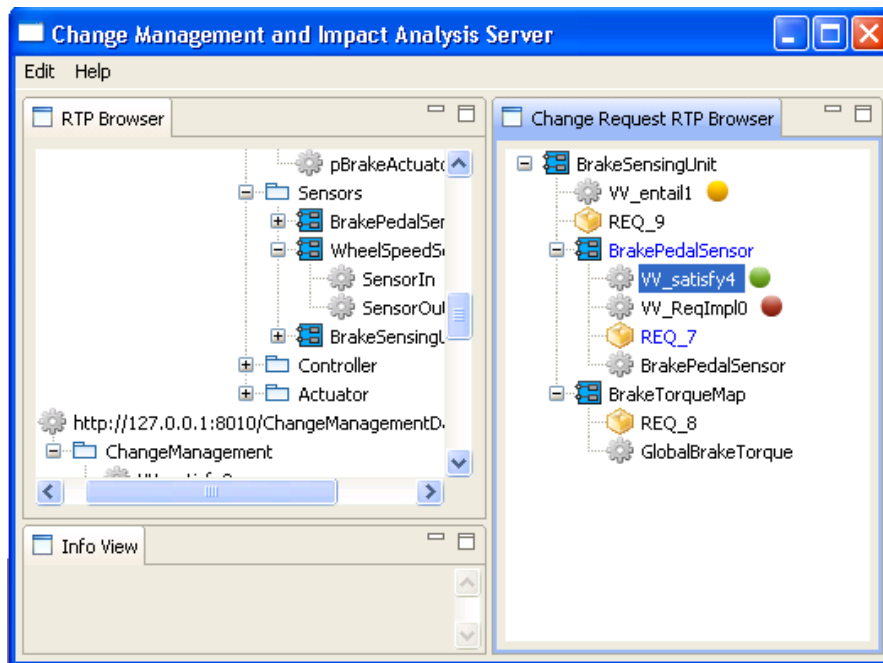 Change Management and Impact Analysis Server
Edit Help
RTP Browser
pBrakeActuat
Sensors
BrakePedalSer
WheelSpeedS
SensorIn
SensorOu
BrakeSensingU
Controller
Actuator
http://127.0.0.1:8010/ChangeManagementD
ChangeManagement
Info View
Change Request RTP Browser
BrakeSensingUnit
VV_entail1
REQ_9
BrakePedalSensor
VV_satisfy4
VV_ReqImpl0
REQ_7
BrakePedalSensor
BrakeTorqueMap
REQ_8
GlobalBrakeTorque